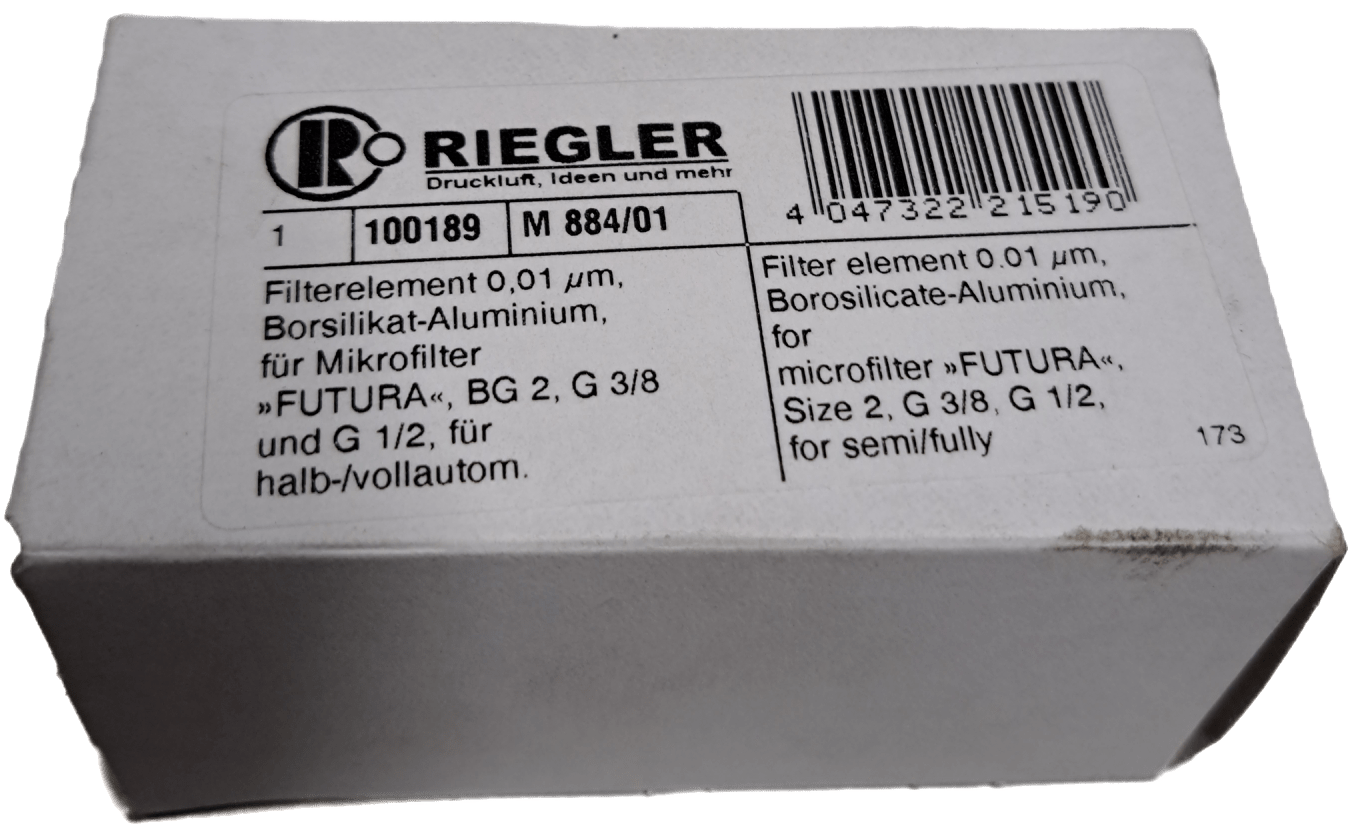 RIEGLER
Druckluft, Ideen und mehr
4 047322 215190
1 100189 M 884/01
Filterelement 0,01 µm,
Borsilikat-Aluminium,
für Mikrofilter
»FUTURA«, BG 2, G 3/8
und G 1/2, für
halb-/vollautom.
Filter element 0.01 µm,
Borosilicate-Aluminium,
for
microfilter »FUTURA«,
Size 2, G 3/8, G 1/2,
for semi/fully
173